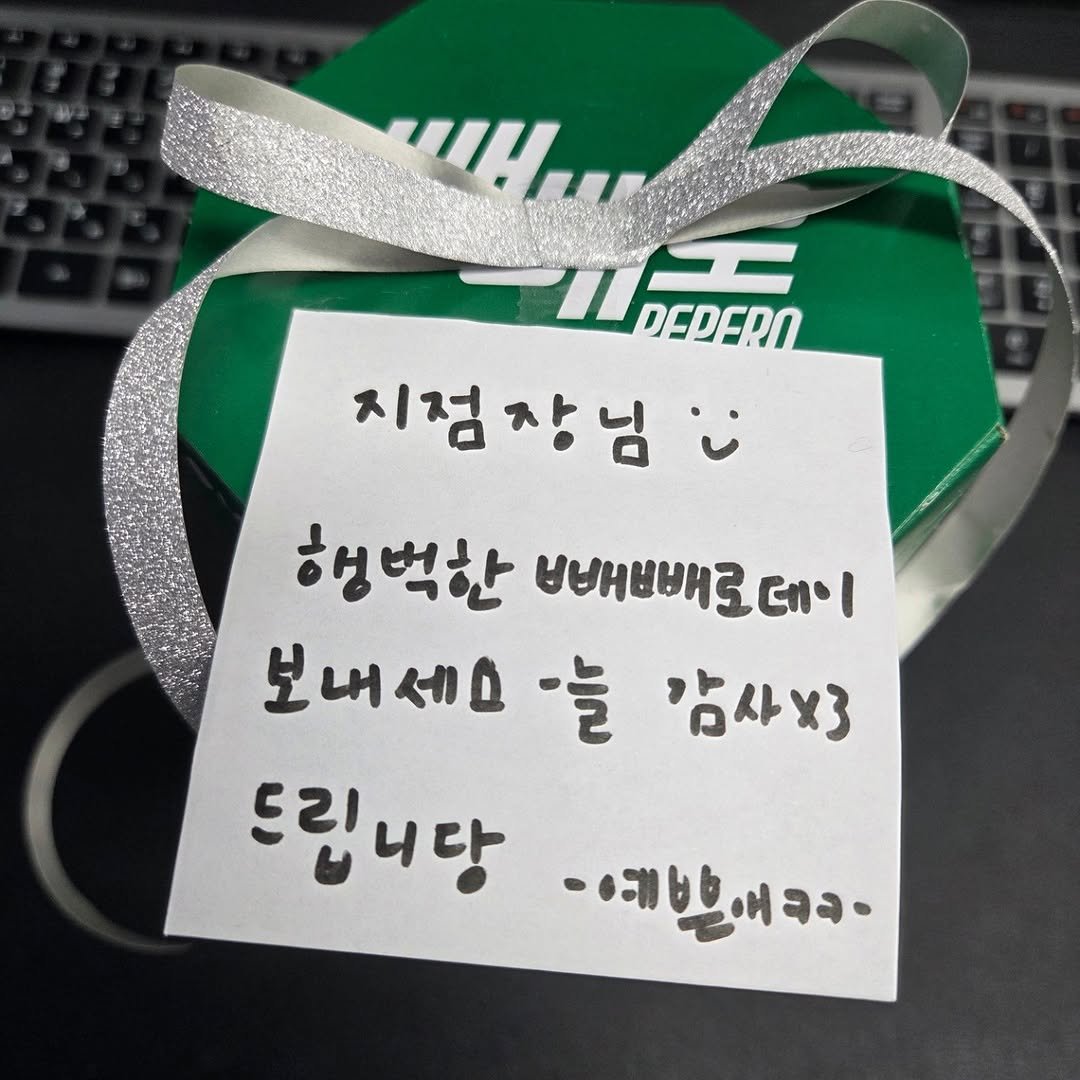 빼빼로
PEPERO
지점장님 :)
행벅한 빼빼로데이
보내세요 -늘 감사x3
드립니당
-예쁜애ㅋㅋ-